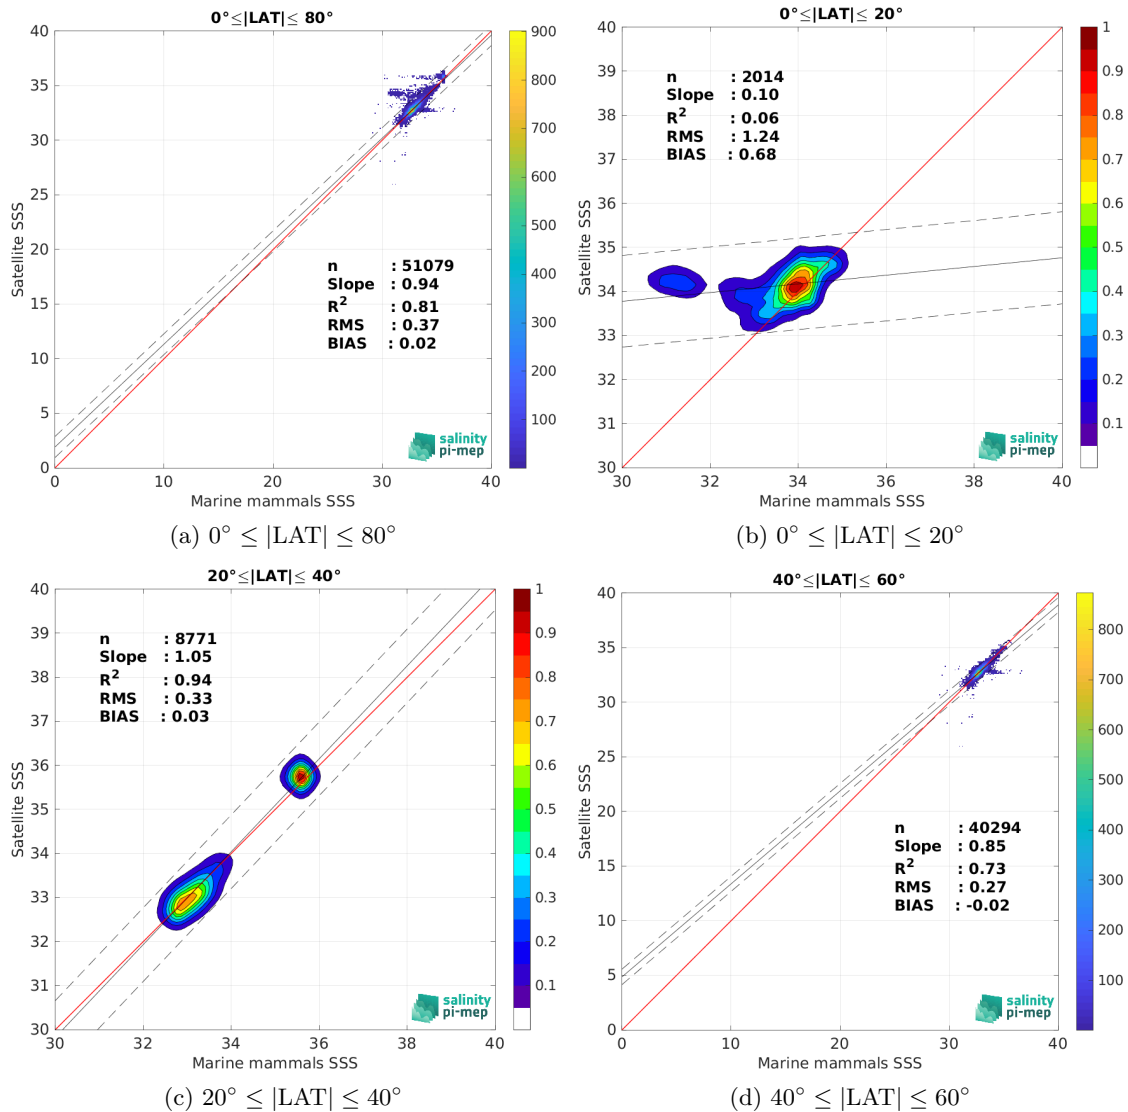 0°≤|LAT|≤ 80°
40
35
30
25
20
15
10
5
0
0
10
20
30
40
Satellite SSS
Marine mammals SSS
n : 51079
Slope : 0.94
R² : 0.81
RMS : 0.37
BIAS : 0.02
salinity
pi-mep
900
800
700
600
500
400
300
200
100
(a) 0° ≤ |LAT| ≤ 80°
0°≤|LAT|≤ 20°
40
39
38
37
36
35
34
33
32
31
30
30
32
34
36
38
40
Satellite SSS
Marine mammals SSS
n : 2014
Slope : 0.10
R² : 0.06
RMS : 1.24
BIAS : 0.68
salinity
pi-mep
1
0.9
0.8
0.7
0.6
0.5
0.4
0.3
0.2
0.1
(b) 0° ≤ |LAT| ≤ 20°
20°≤|LAT|≤ 40°
40
39
38
37
36
35
34
33
32
31
30
30
32
34
36
38
40
Satellite SSS
Marine mammals SSS
n : 8771
Slope : 1.05
R² : 0.94
RMS : 0.33
BIAS : 0.03
salinity
pi-mep
1
0.9
0.8
0.7
0.6
0.5
0.4
0.3
0.2
0.1
(c) 20° ≤ |LAT| ≤ 40°
40°≤|LAT|≤ 60°
40
35
30
25
20
15
10
5
0
0
10
20
30
40
Satellite SSS
Marine mammals SSS
n : 40294
Slope : 0.85
R² : 0.73
RMS : 0.27
BIAS : -0.02
salinity
pi-mep
800
700
600
500
400
300
200
100
(d) 40° ≤ |LAT| ≤ 60°